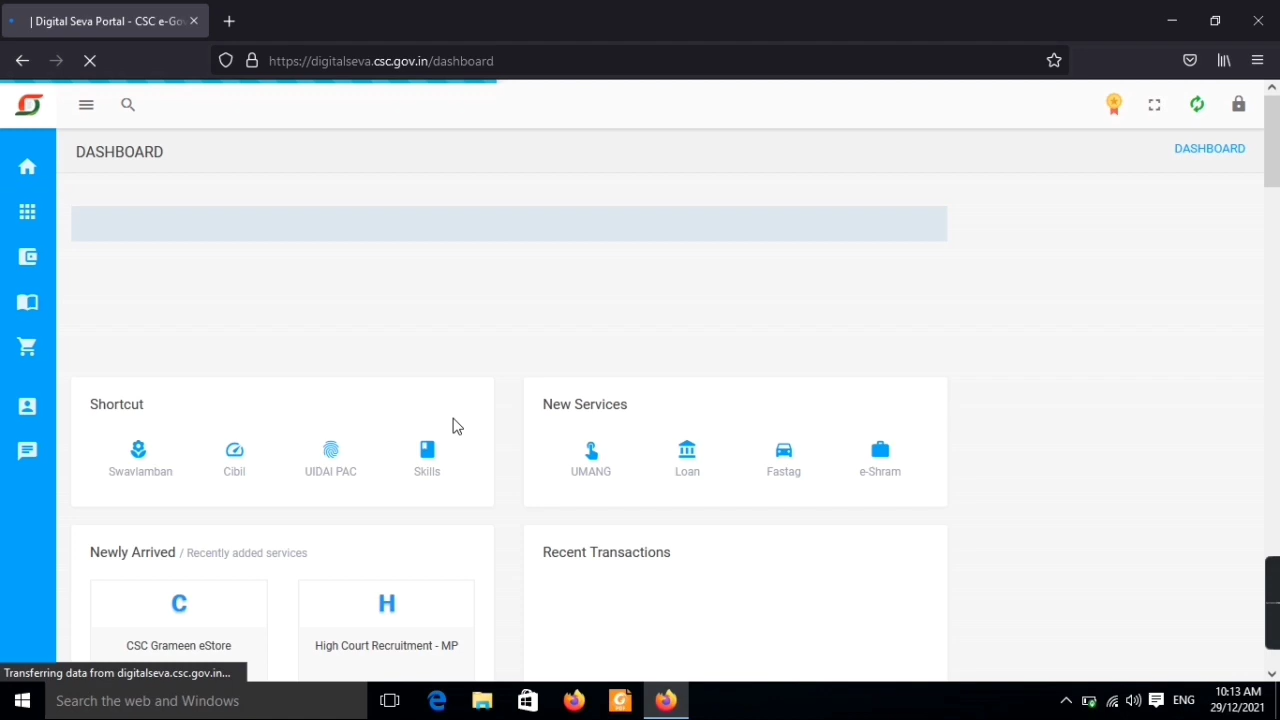 | Digital Seva Portal - CSC e-Gov
https://digitalseva.csc.gov.in/dashboard
DASHBOARD
DASHBOARD
Shortcut
Swavlamban Cibil UIDAI PAC Skills
New Services
UMANG Loan Fastag e-Shram
Newly Arrived / Recently added services
C
CSC Grameen eStore
H
High Court Recruitment - MP
Recent Transactions
Transferring data from digitalseva.csc.gov.in...
Search the web and Windows
ENG
10:13 AM
29/12/2021